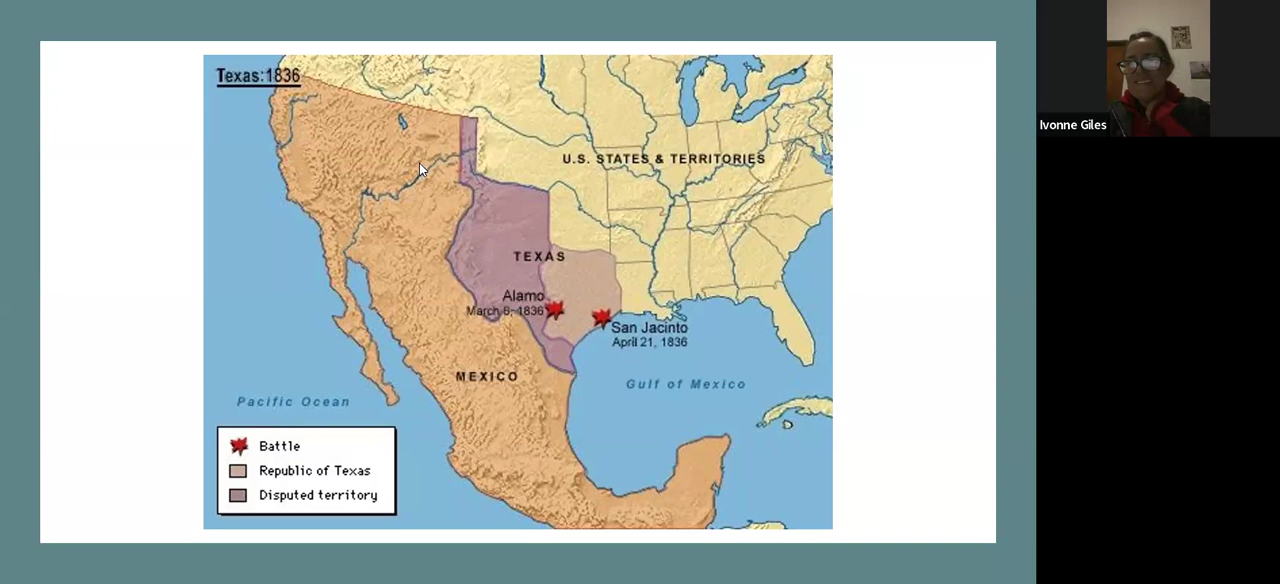 Texas:1836
U.S. STATES & TERRITORIES
TEXAS
Alamo
March 6, 1836
San Jacinto
April 21, 1836
MEXICO
Gulf of Mexico
Pacific Ocean
Battle
Republic of Texas
Disputed territory
Ivonne Giles